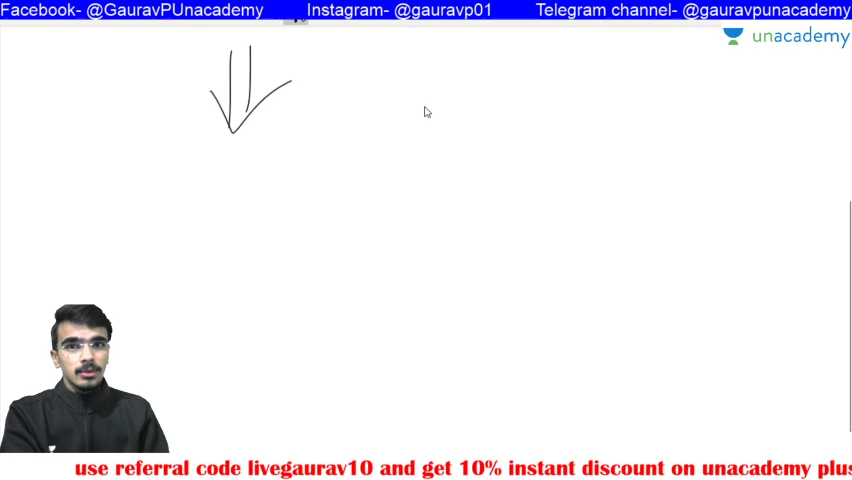 Facebook- @GauravPUnacademy Instagram- @gauravp01 Telegram channel- @gauravpunacademy
unacademy
use referral code livegaurav10 and get 10% instant discount on unacademy plus